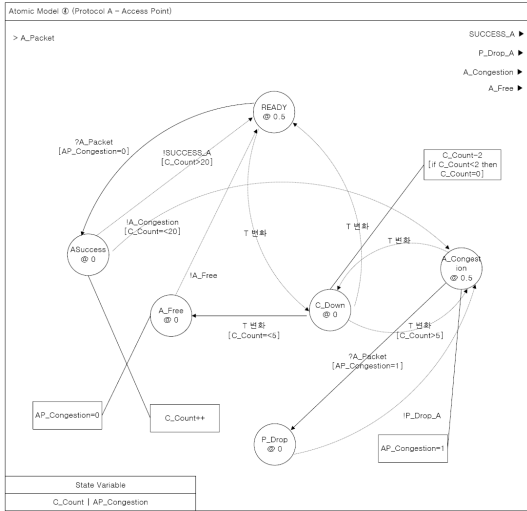 Atomic Model ④ (Protocol A - Access Point)
> A_Packet
SUCCESS_A ▶
P_Drop_A ▶
A_Congestion ▶
A_Free ▶
READY
@ 0.5
?A_Packet
[AP_Congestion=0]
!SUCCESS_A
[C_Count>20]
C_Count-2
[if C_Count<2 then
C_Count=0]
!A_Congestion
[C_Count=<20]
T 변화
T 변화
T 변화
ASuccess
@ 0
A_Congest
ion
@ 0.5
!A_Free
A_Free
@ 0
C_Down
@ 0
T 변화
[C_Count=<5]
T 변화
[C_Count>5]
?A_Packet
[AP_Congestion=1]
AP_Congestion=0
C_Count++
!P_Drop_A
P_Drop
@ 0
AP_Congestion=1
State Variable
C_Count | AP_Congestion